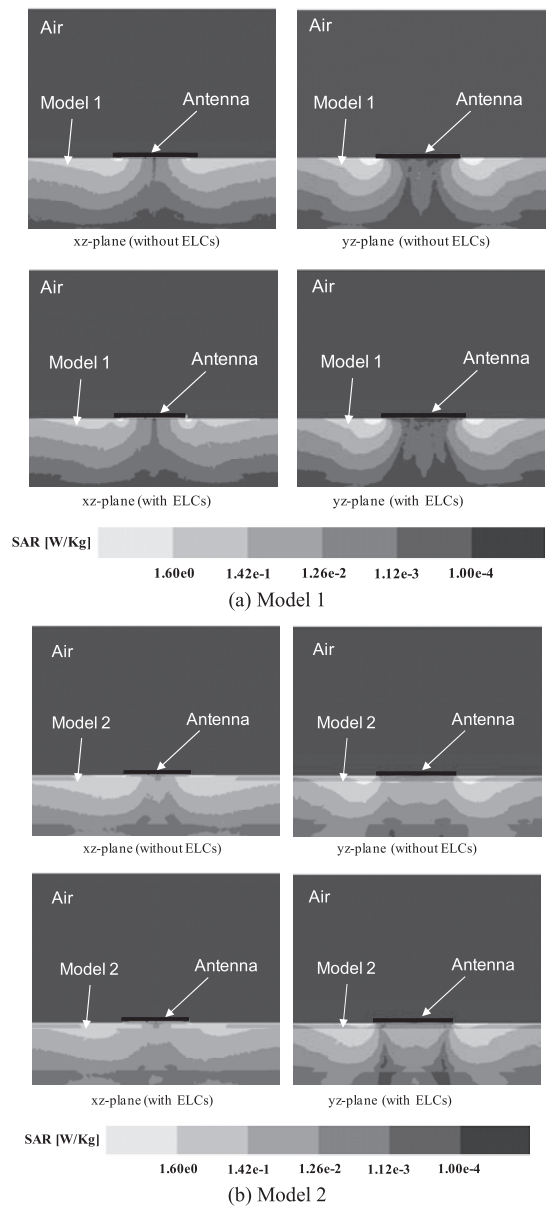 Air
Air
Model 1
Antenna
Model 1
Antenna
xz-plane (without ELCs)
yz-plane (without ELCs)
Air
Air
Model 1
Antenna
Model 1
Antenna
xz-plane (with ELCs)
yz-plane (with ELCs)
SAR [W/Kg]
1.60e0 1.42e-1 1.26e-2 1.12e-3 1.00e-4
(a) Model 1
Air
Air
Model 2
Antenna
Model 2
Antenna
xz-plane (without ELCs)
yz-plane (without ELCs)
Air
Air
Model 2
Antenna
Model 2
Antenna
xz-plane (with ELCs)
yz-plane (with ELCs)
SAR [W/Kg]
1.60e0 1.42e-1 1.26e-2 1.12e-3 1.00e-4
(b) Model 2